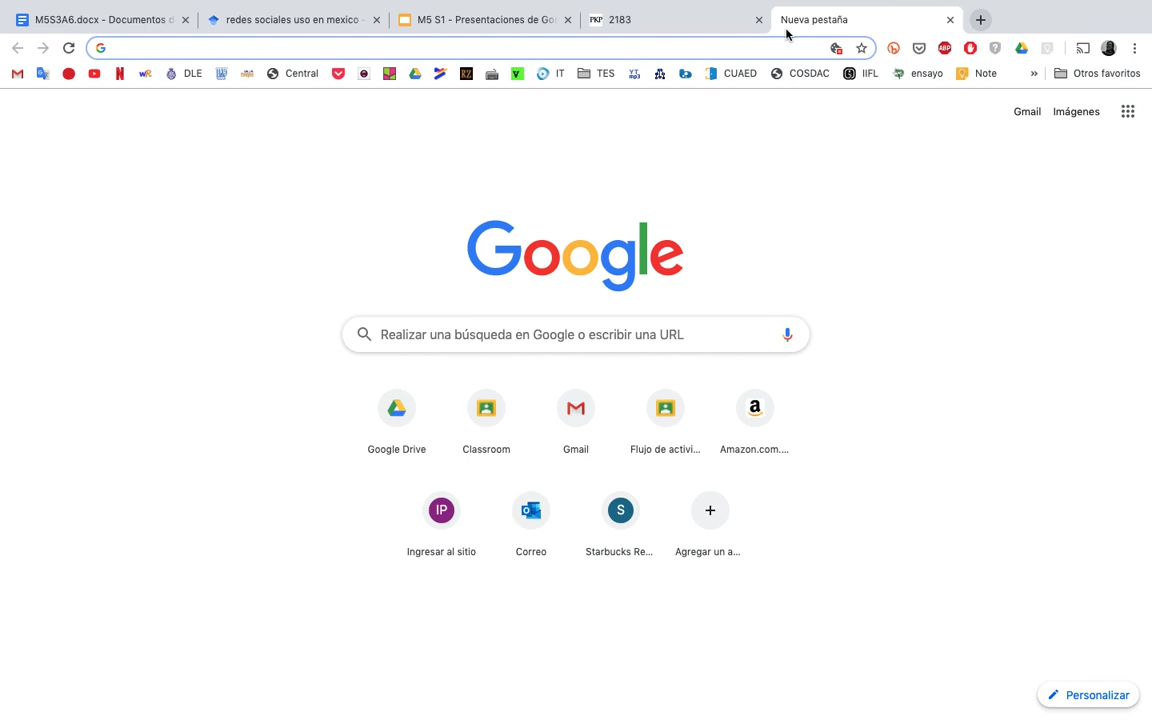 M5S3A6.docx - Documentos d
redes sociales uso en mexico -
M5 S1 - Presentaciones de Goo
PKP 2183
Nueva pestaña
ABP
DLE
Central
IT
TES
CUAED
COSDAC
IIFL
ensayo
Note
»
Otros favoritos
Gmail
Imágenes
Google
Realizar una búsqueda en Google o escribir una URL
Google Drive
Classroom
Gmail
Flujo de activi...
Amazon.com....
IP
S
Ingresar al sitio
Correo
Starbucks Re...
Agregar un a...
Personalizar